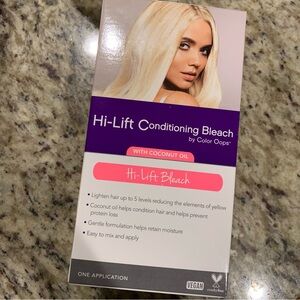 Hi-Lift Conditioning Bleach
by Color Oops
WITH COCONUT OIL
Hi-Lift Bleach
• Lighten hair up to 5 levels reducing the elements of yellow
• Coconut oil helps condition hair and helps prevent
protein loss
• Gentle formulation helps retain moisture
• Easy to mix and apply
ONE APPLICATION
VEGAN